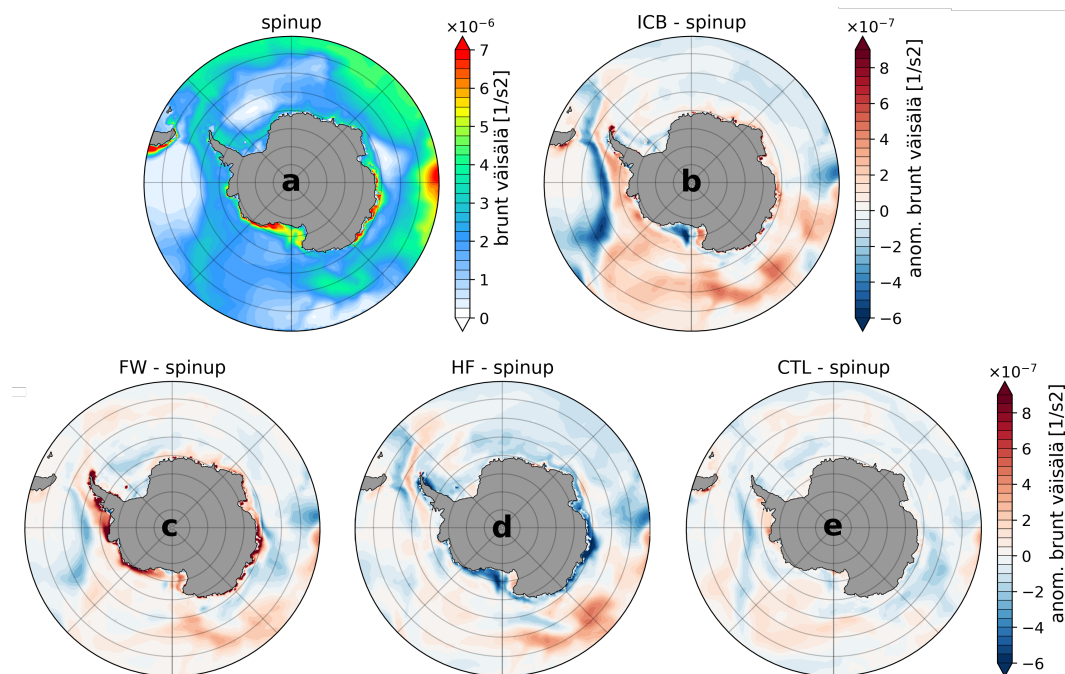 spinup
×10⁻⁶
7
6
5
4
3
2
1
0
brunt väisälä [1/s2]
a
ICB - spinup
×10⁻⁷
8
6
4
2
0
−2
−4
−6
anom. brunt väisälä [1/s2]
b
FW - spinup
c
HF - spinup
d
CTL - spinup
e
×10⁻⁷
8
6
4
2
0
−2
−4
−6
anom. brunt väisälä [1/s2]